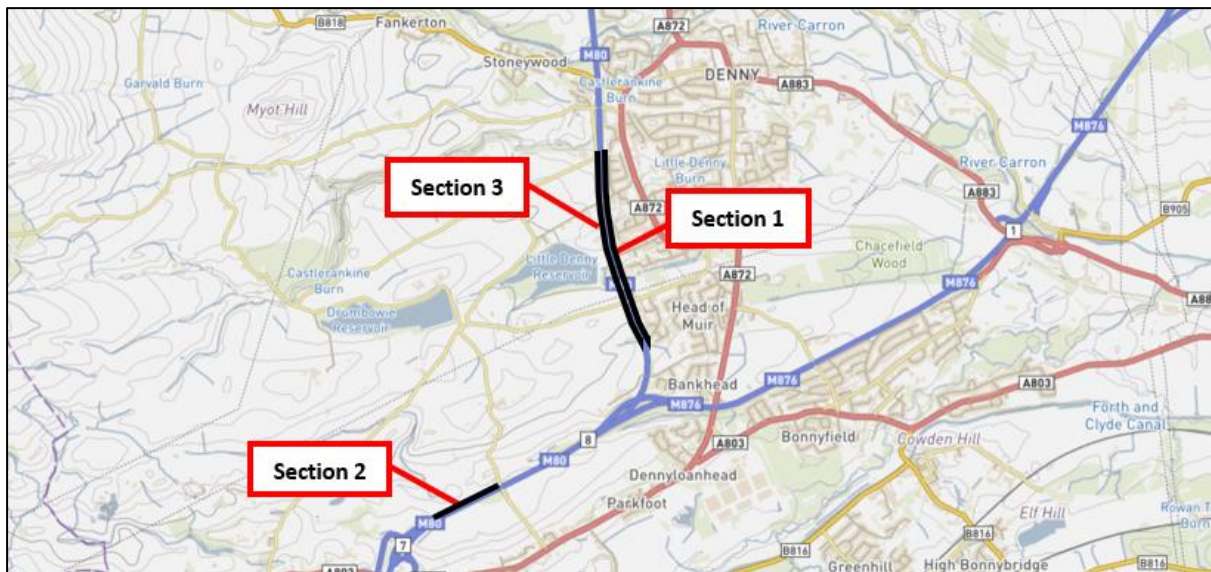 B818
Fankerton
A872
River Carron
M80
Stoneywood
DENNY
Garvald Burn
Castlerankine
Burn
A883
Myot Hill
M876
River Carron
Section 3
Little Denny
Burn
A883
Section 1
A872
B905
Chacefield
Wood
Little Denny
Reservoir
A872
M876
Castlerankine
Burn
Head of
Muir
Drumbowie
Reservoir
Bankhead
M876
M876
A803
8
Forth and
Clyde Canal
A803
Bonnyfield
Cowden Hill
Section 2
M80
Dennyloanhead
Parkfoot
M80
Elf Hill
7
B816
B816
A803
Greenhill
High Bonnybridge
1